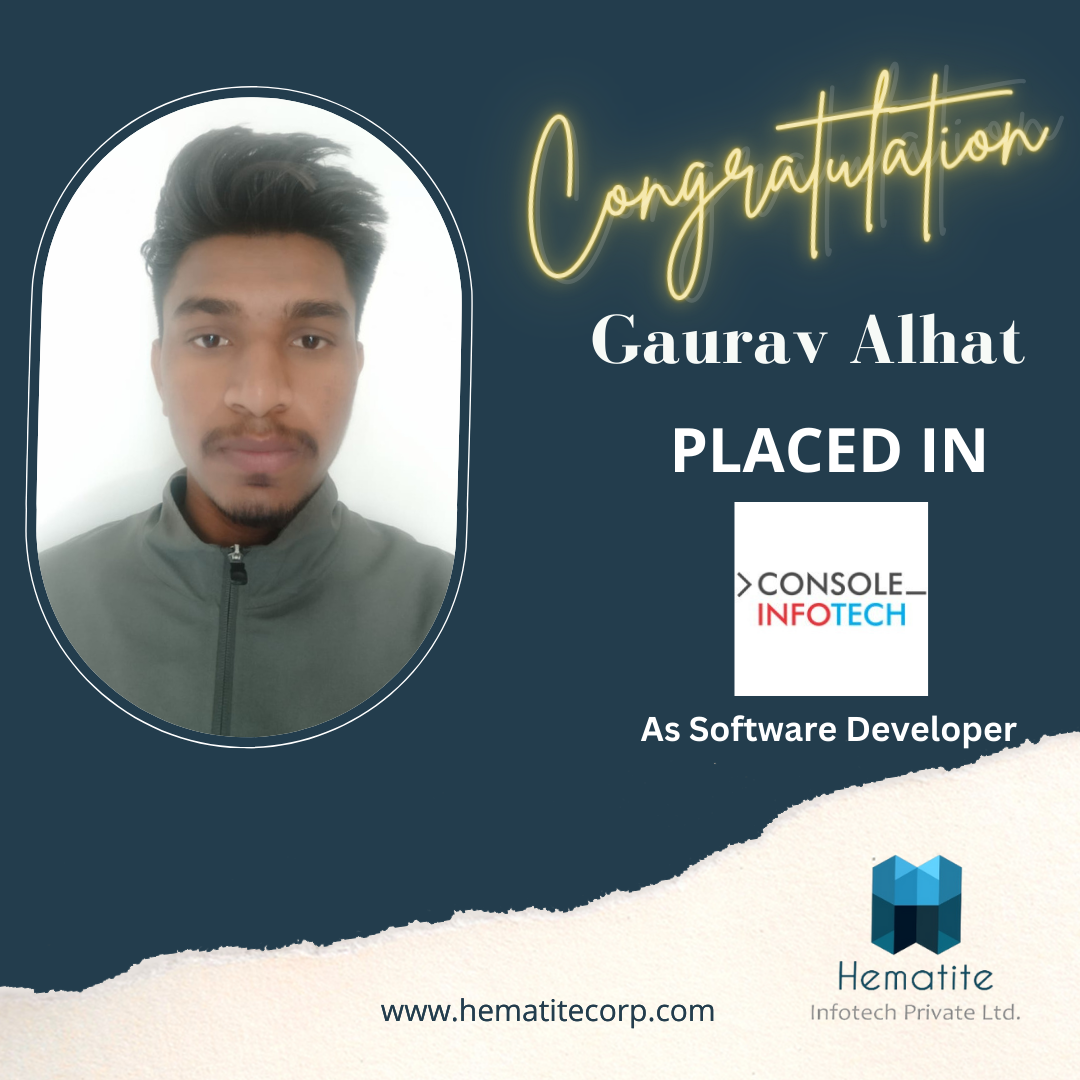 Congratulation
Gaurav Alhat
PLACED IN
>CONSOLE_
INFOTECH
As Software Developer
Hematite
Infotech Private Ltd.
www.hematitecorp.com